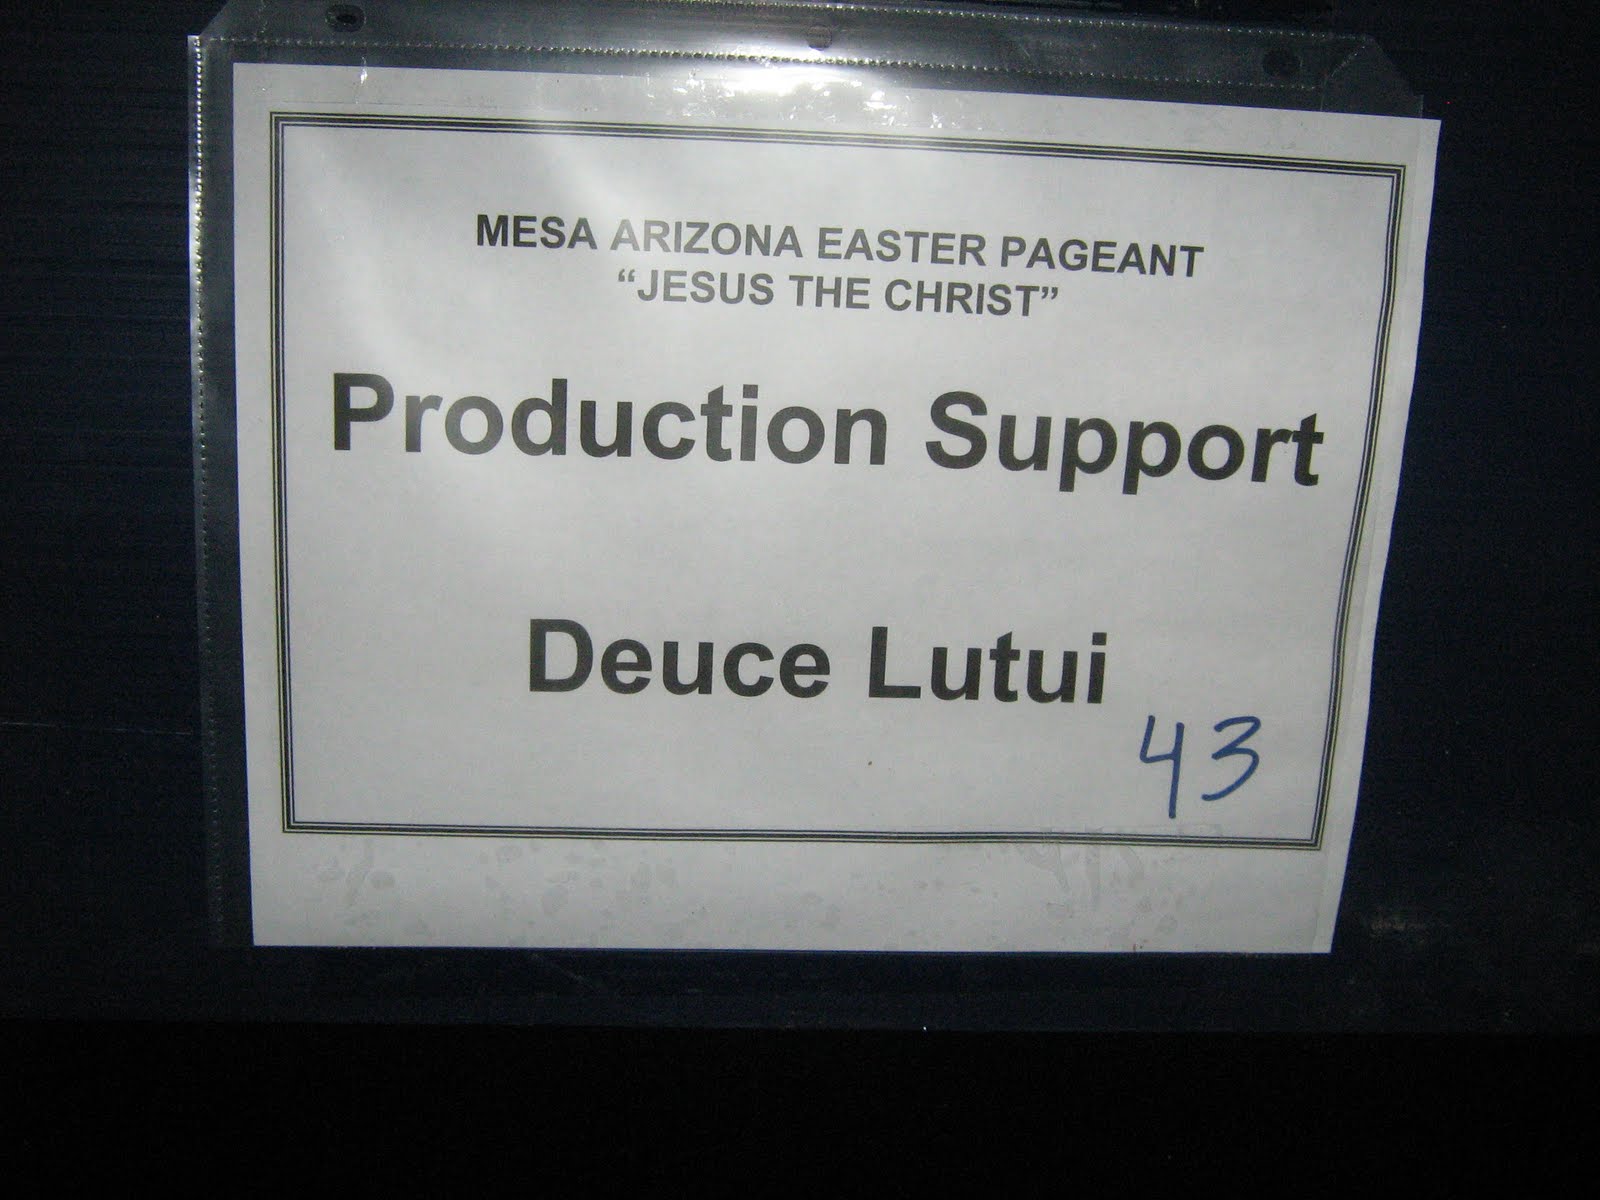 MESA ARIZONA EASTER PAGEANT
“JESUS THE CHRIST”
Production Support
Deuce Lutui
43